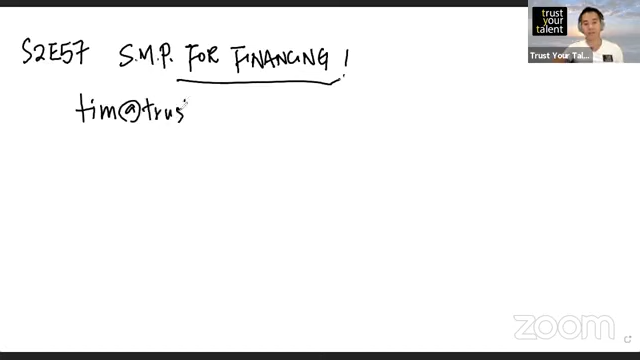 S2E57 S.M.P. FOR FINANCING!
tim@trus
trust
your
talent
Trust Your Tal...
zoom